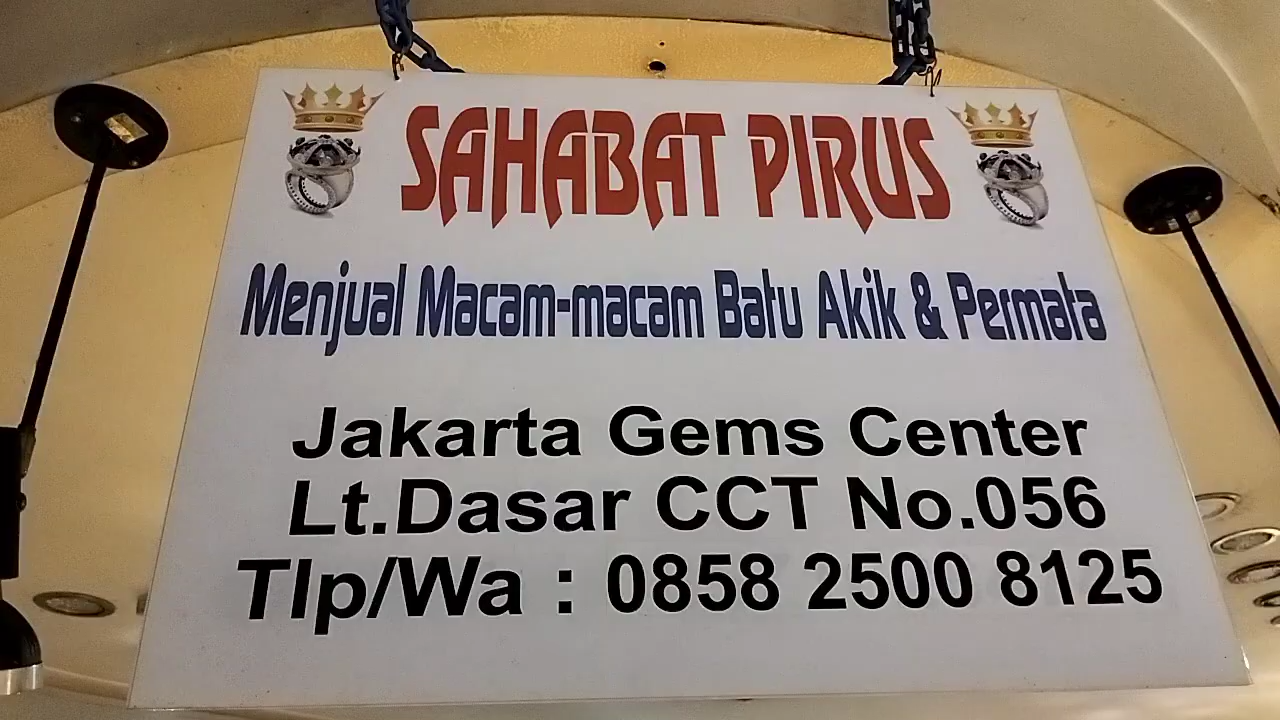 SAHABAT PIRUS
Menjual Macam-macam Batu Akik & Permata
Jakarta Gems Center
Lt.Dasar CCT No.056
Tlp/Wa : 0858 2500 8125